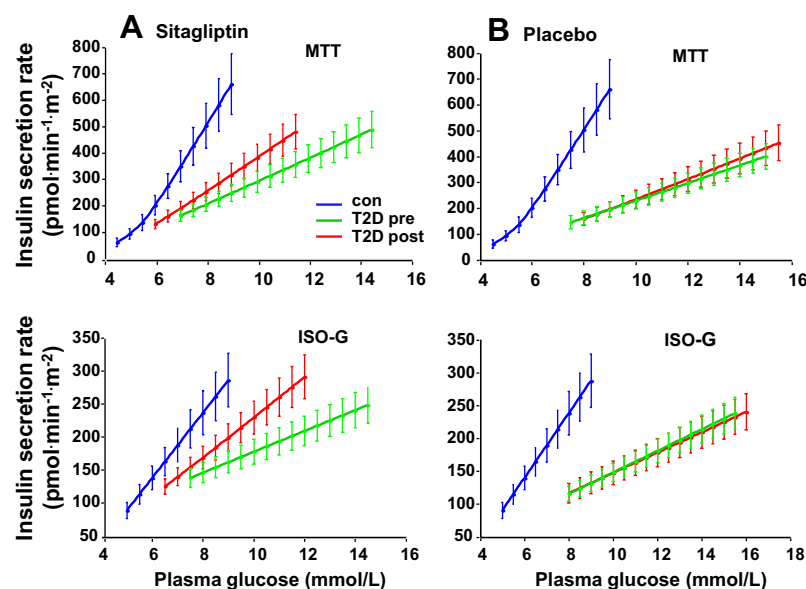 A Sitagliptin
B Placebo
MTT
MTT
Insulin secretion rate
(pmol·min-1·m-2)
800
700
600
500
400
300
200
100
0
4 6 8 10 12 14 16
con
T2D pre
T2D post
800
700
600
500
400
300
200
100
0
4 6 8 10 12 14 16
ISO-G
ISO-G
Insulin secretion rate
(pmol·min-1·m-2)
350
300
250
200
150
100
50
4 6 8 10 12 14 16
Plasma glucose (mmol/L)
350
300
250
200
150
100
50
4 6 8 10 12 14 16 18
Plasma glucose (mmol/L)